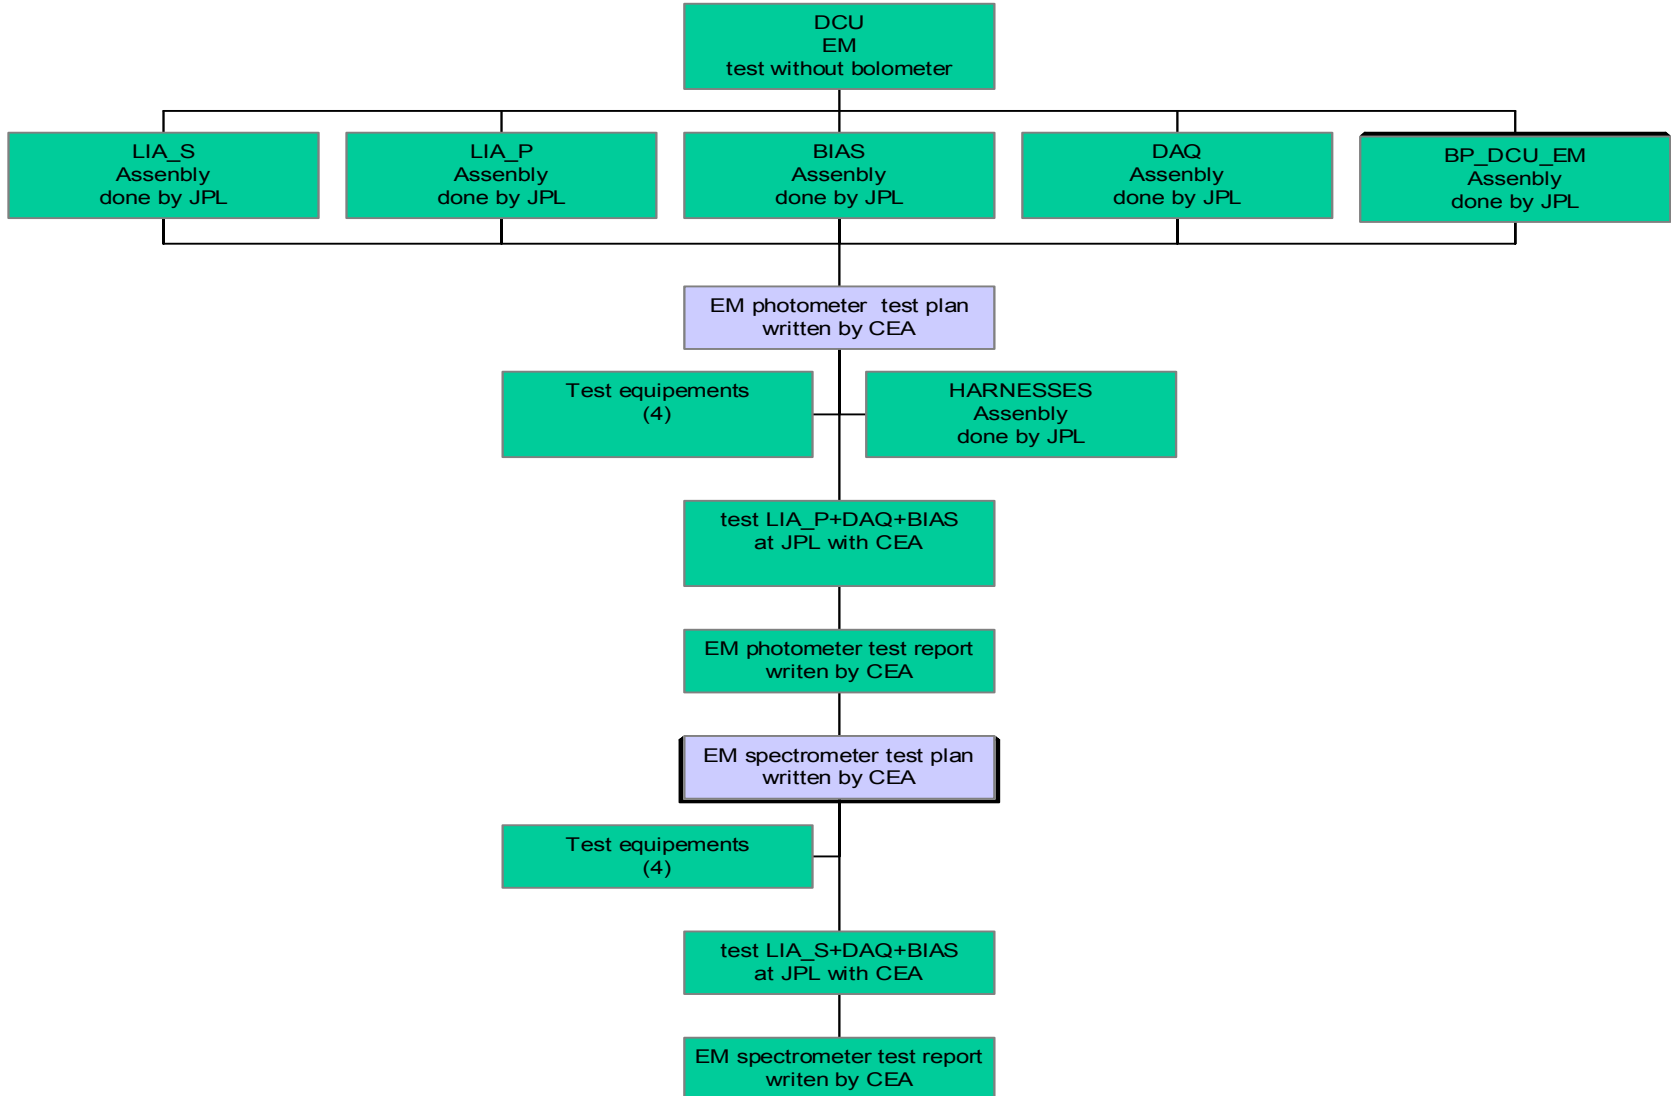 DCU
EM
test without bolometer
LIA_S
Assenbly
done by JPL
LIA_P
Assenbly
done by JPL
BIAS
Assenbly
done by JPL
DAQ
Assenbly
done by JPL
BP_DCU_EM
Assenbly
done by JPL
EM photometer test plan
written by CEA
Test equipements
(4)
HARNESSES
Assenbly
done by JPL
test LIA_P+DAQ+BIAS
at JPL with CEA
EM photometer test report
writen by CEA
EM spectrometer test plan
written by CEA
Test equipements
(4)
test LIA_S+DAQ+BIAS
at JPL with CEA
EM spectrometer test report
writen by CEA